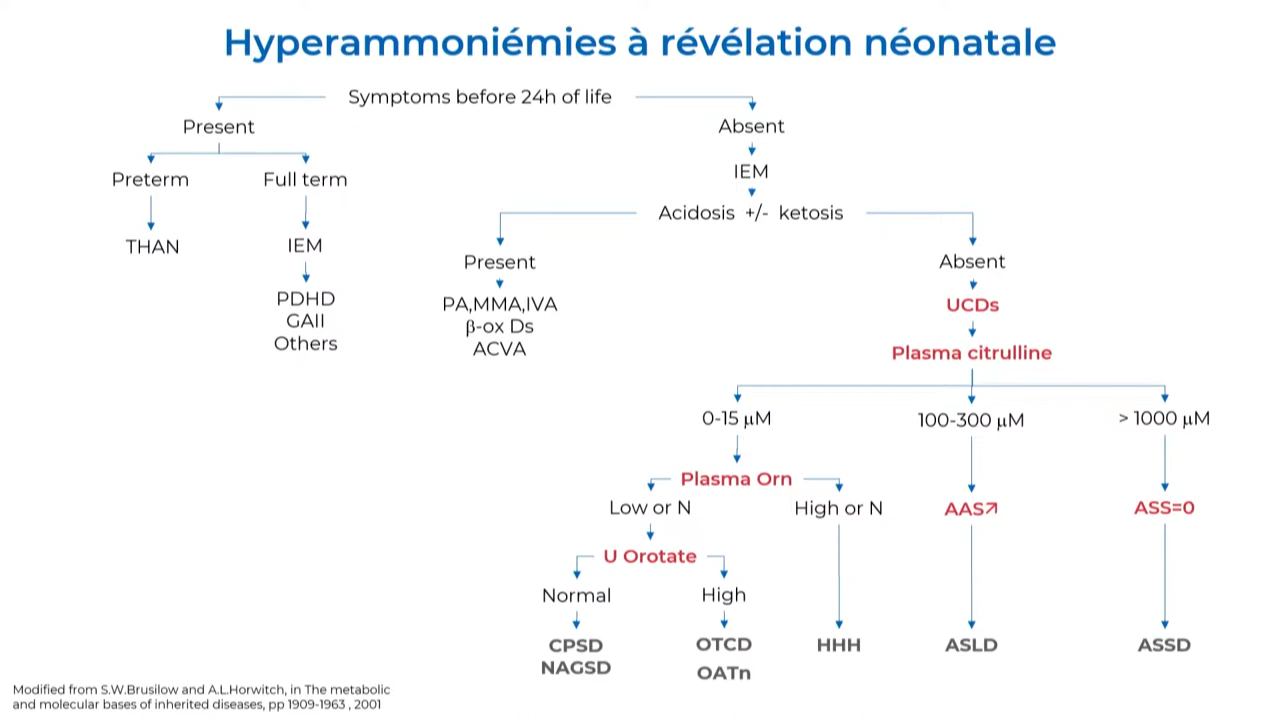 Hyperammoniémies à révélation néonatale
Symptoms before 24h of life
Present
Absent
Preterm
Full term
THAN
IEM
PDHD
GAII
Others
IEM
Acidosis +/- ketosis
Present
Absent
PA,MMA,IVA
β-ox Ds
ACVA
UCDs
Plasma citrulline
0-15 µM
100-300 µM
> 1000 µM
Plasma Orn
Low or N
High or N
AAS↗
ASS=0
U Orotate
Normal
High
CPSD
NAGSD
OTCD
OATn
HHH
ASLD
ASSD
Modified from S.W.Brusilow and A.L.Horwitch, in The metabolic
and molecular bases of inherited diseases, pp 1909-1963 , 2001